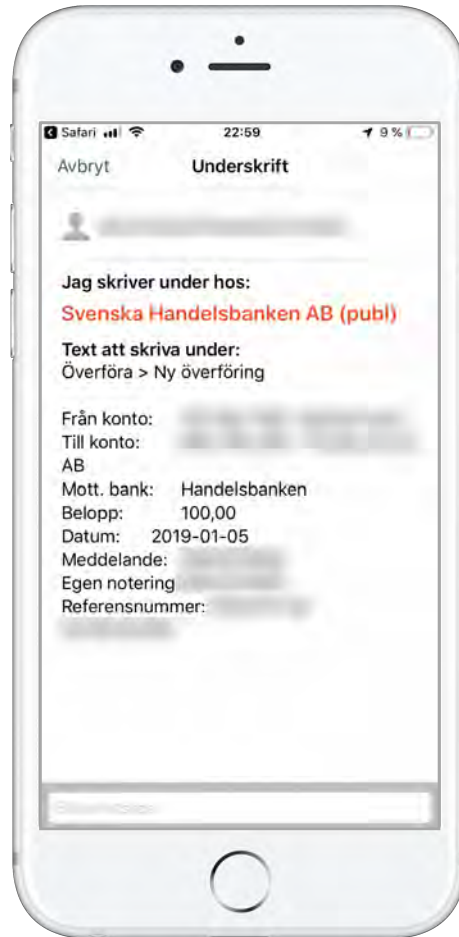 Safari 22:59 9 %
Avbryt Underskrift
Jag skriver under hos:
Svenska Handelsbanken AB (publ)
Text att skriva under:
Överföra > Ny överföring
Från konto:
Till konto:
AB
Mott. bank: Handelsbanken
Belopp: 100,00
Datum: 2019-01-05
Meddelande:
Egen notering
Referensnummer: